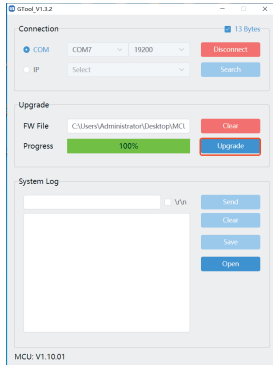 GTool_V1.3.2
Connection
13 Bytes
COM COM7 19200 Disconnect
IP Select Search
Upgrade
FW File C:\Users\Administrator\Desktop\MCU Clear
Progress 100% Upgrade
System Log
\r\n Send
Clear
Save
Open
MCU: V1.10.01